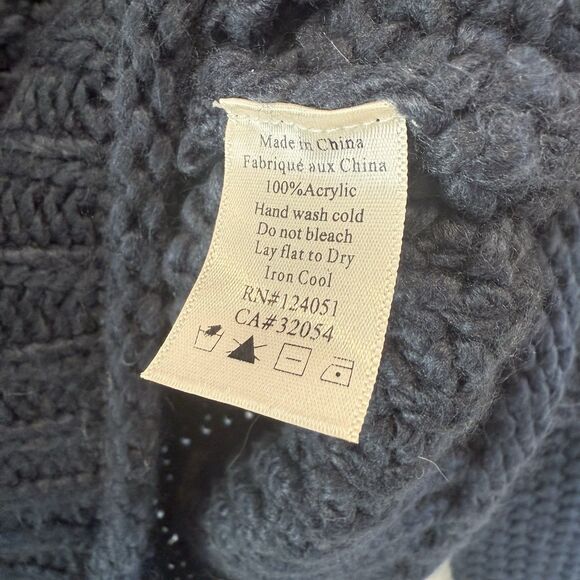 Made in China
Fabriqué aux China
100%Acrylic
Hand wash cold
Do not bleach
Lay flat to Dry
Iron Cool
RN#124051
CA#32054